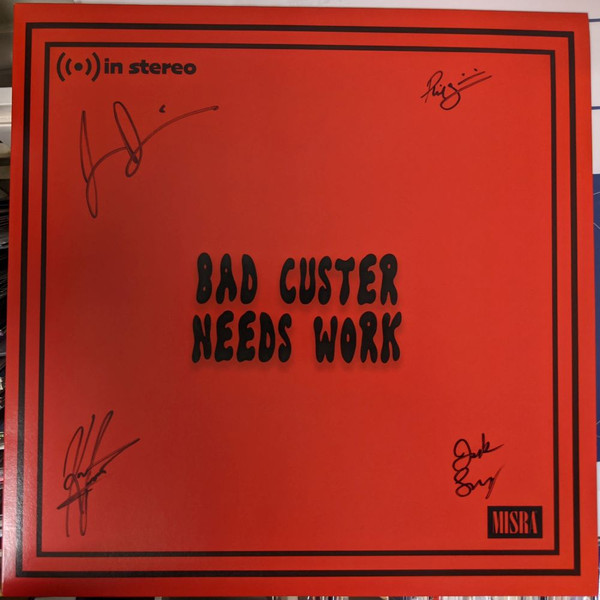 ((•)) in stereo
BAD CUSTER
NEEDS WORK
MISRA